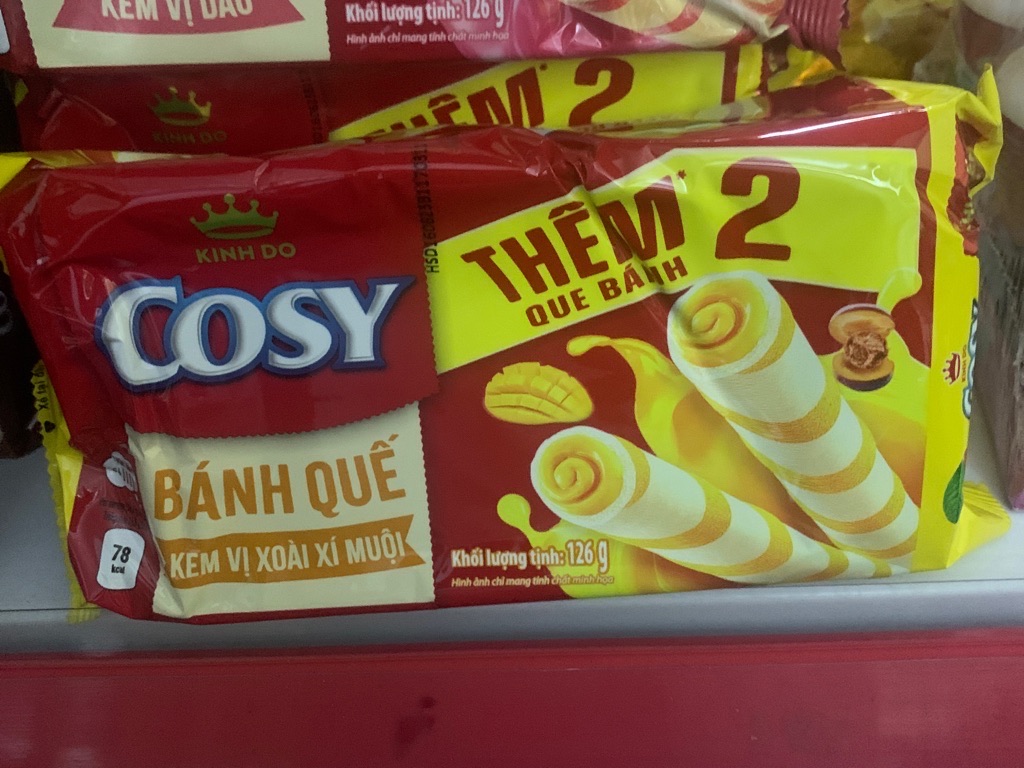 KEM VỊ DÂU
Khối lượng tịnh: 126 g
Hình ảnh chỉ mang tính chất minh họa
KINH DO
THÊM* 2
KINH DO
COSY
THÊM* 2
QUE BÁNH
BÁNH QUẾ
KEM VỊ XOÀI XÍ MUỘI
78
kcal
Khối lượng tịnh: 126 g
Hình ảnh chỉ mang tính chất minh họa